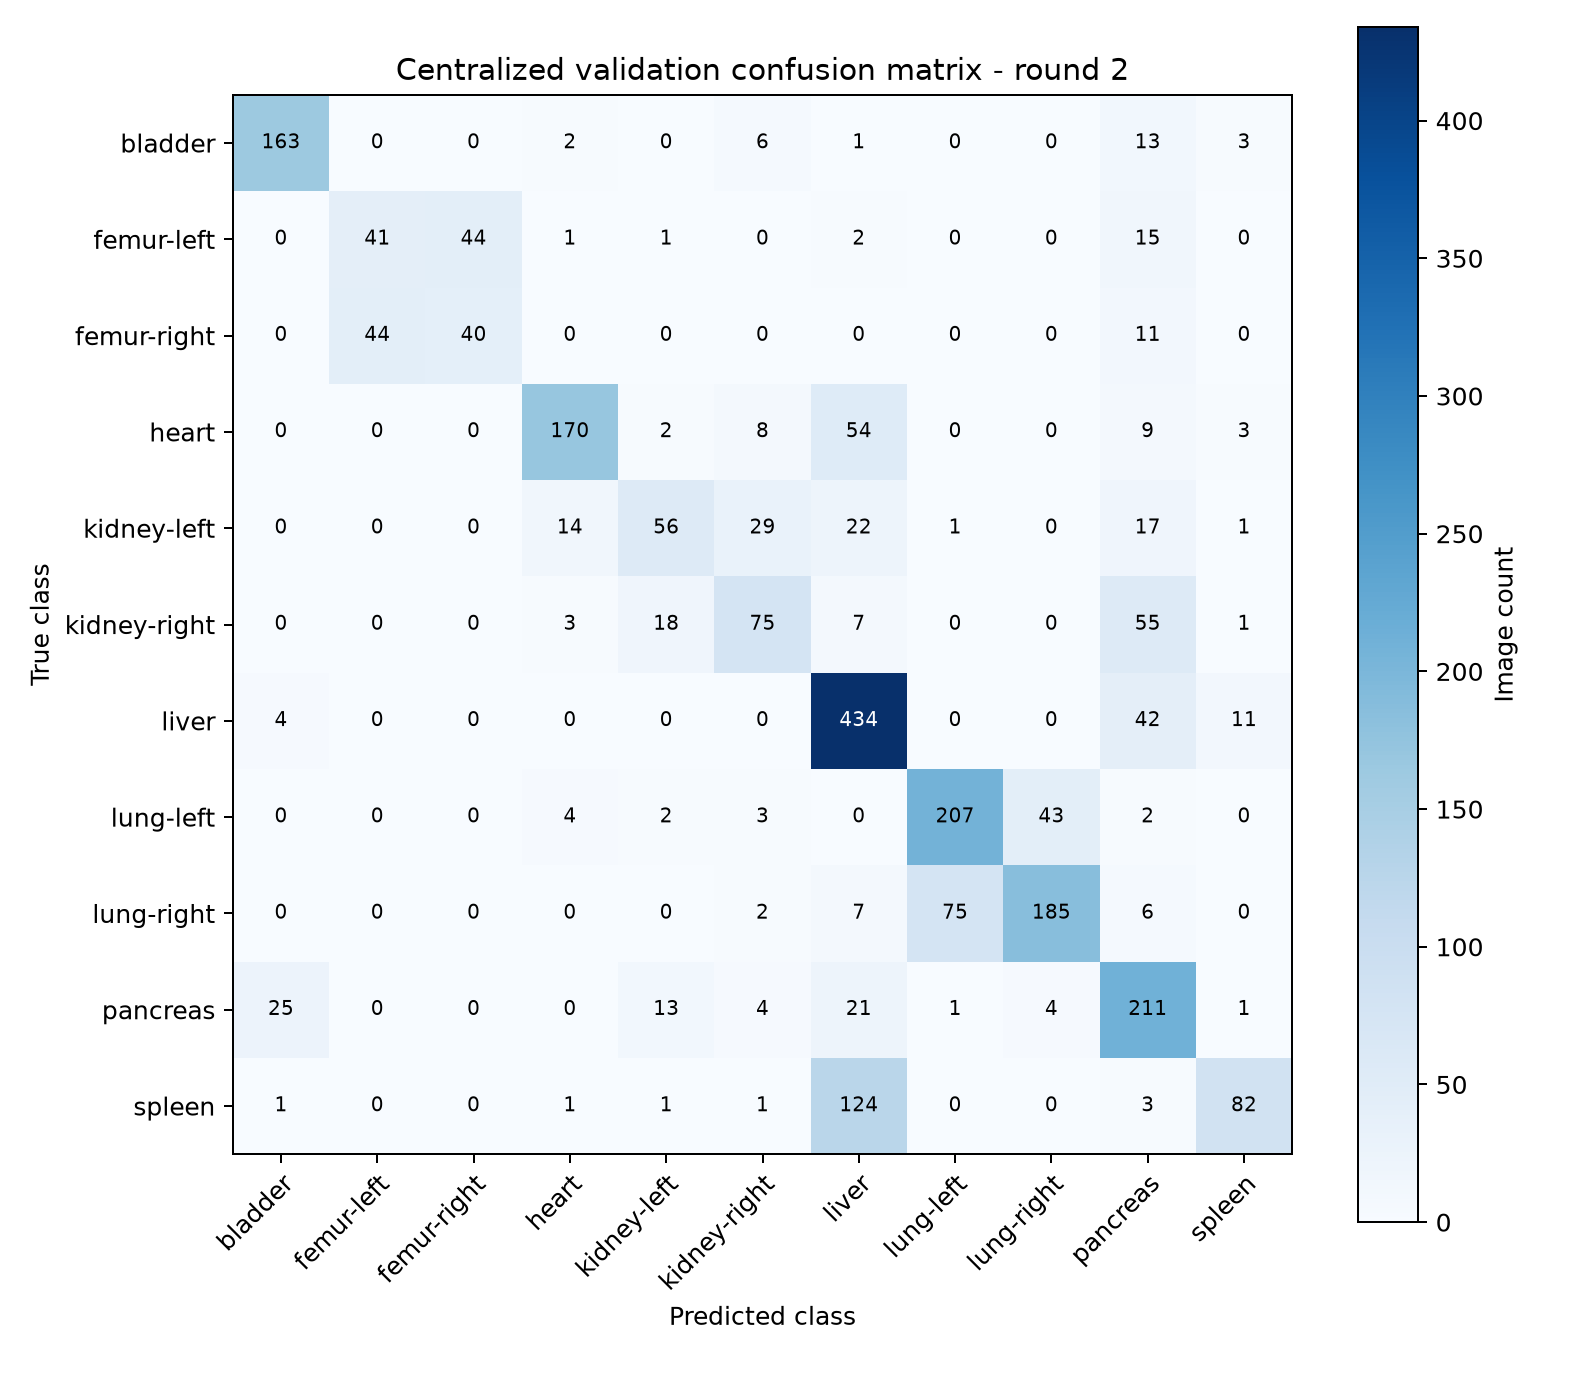 Centralized validation confusion matrix - round 2
bladder 163 0 0 2 0 6 1 0 0 13 3
femur-left 0 41 44 1 1 0 2 0 0 15 0
femur-right 0 44 40 0 0 0 0 0 0 11 0
heart 0 0 0 170 2 8 54 0 0 9 3
kidney-left 0 0 0 14 56 29 22 1 0 17 1
kidney-right 0 0 0 3 18 75 7 0 0 55 1
liver 4 0 0 0 0 0 434 0 0 42 11
lung-left 0 0 0 4 2 3 0 207 43 2 0
lung-right 0 0 0 0 0 2 7 75 185 6 0
pancreas 25 0 0 0 13 4 21 1 4 211 1
spleen 1 0 0 1 1 1 124 0 0 3 82
True class
bladder femur-left femur-right heart kidney-left kidney-right liver lung-left lung-right pancreas spleen
Predicted class
400
350
300
250
200
150
100
50
0
Image count